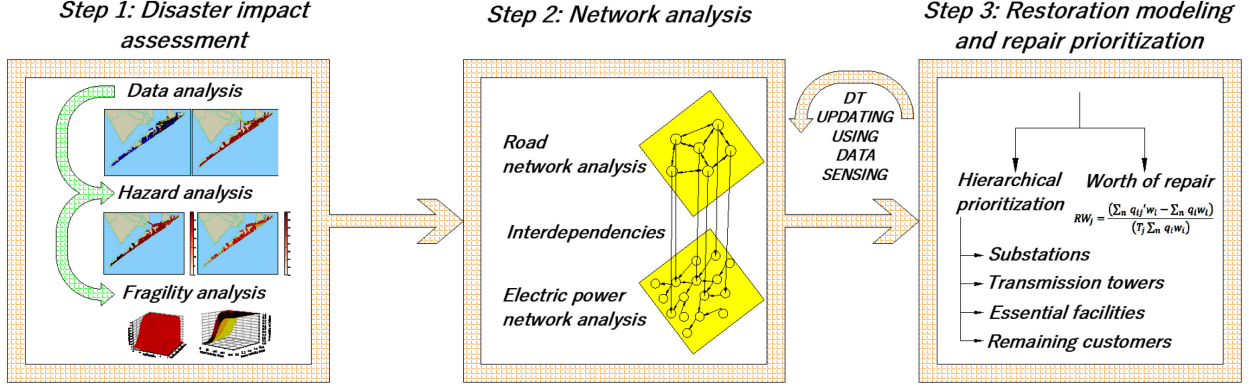 Step 1: Disaster impact
assessment
Data analysis
Hazard analysis
Fragility analysis
Step 2: Network analysis
Road
network analysis
Interdependencies
Electric power
network analysis
DT
UPDATING
USING
DATA
SENSING
Step 3: Restoration modeling
and repair prioritization
Hierarchical
prioritization
Worth of repair
RWⱼ = (∑ₙ qᵢⱼ′wᵢ − ∑ₙ qᵢwᵢ) / (Tⱼ ∑ₙ qᵢwᵢ)
Substations
Transmission towers
Essential facilities
Remaining customers